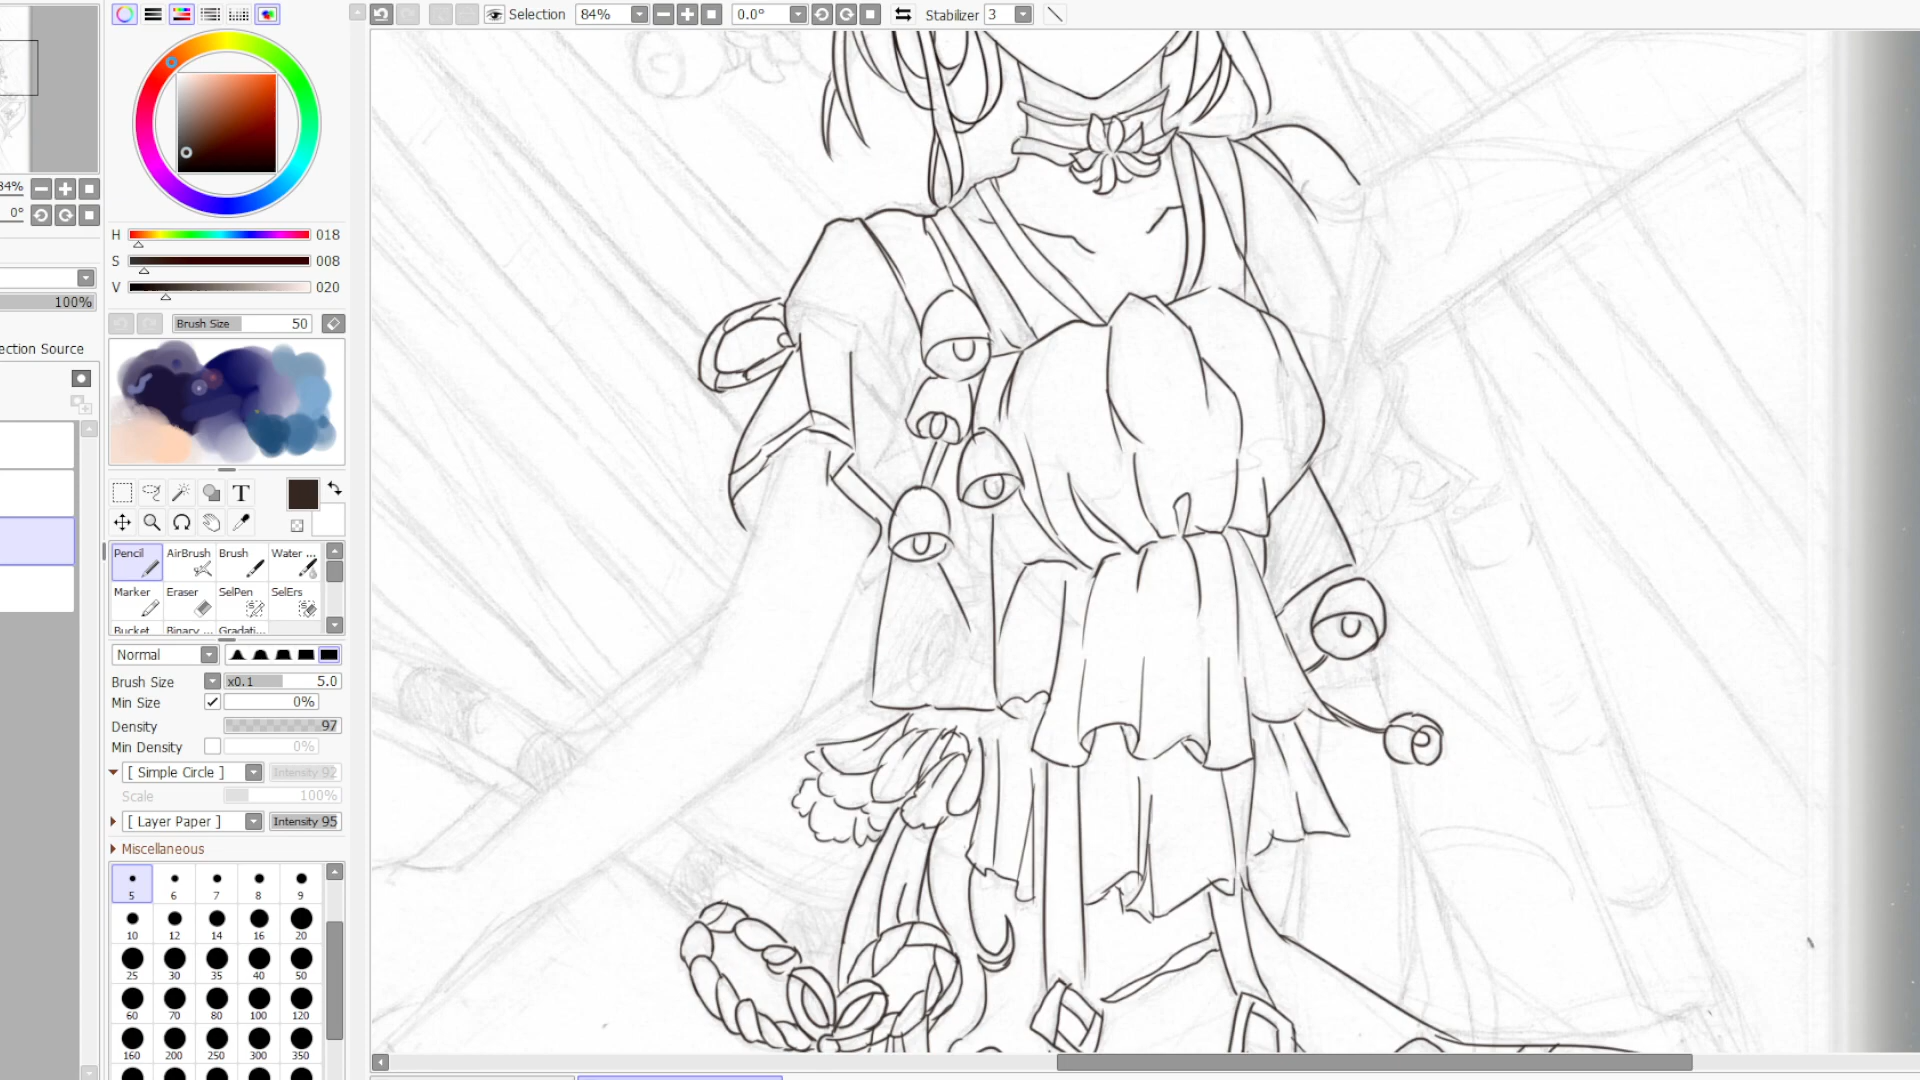 Selection 84% 0.0° Stabilizer 3
84%
0°
H 018
S 008
V 020
100%
Brush Size 50
ection Source
T
Pencil AirBrush Brush Water ...
Marker Eraser SelPen SelErs
Bucket Binary ... Gradati...
Normal
Brush Size x0.1 5.0
Min Size 0%
Density 97
Min Density 0%
[ Simple Circle ] Intensity 92
Scale 100%
[ Layer Paper ] Intensity 95
Miscellaneous
5 6 7 8 9
10 12 14 16 20
25 30 35 40 50
60 70 80 100 120
160 200 250 300 350